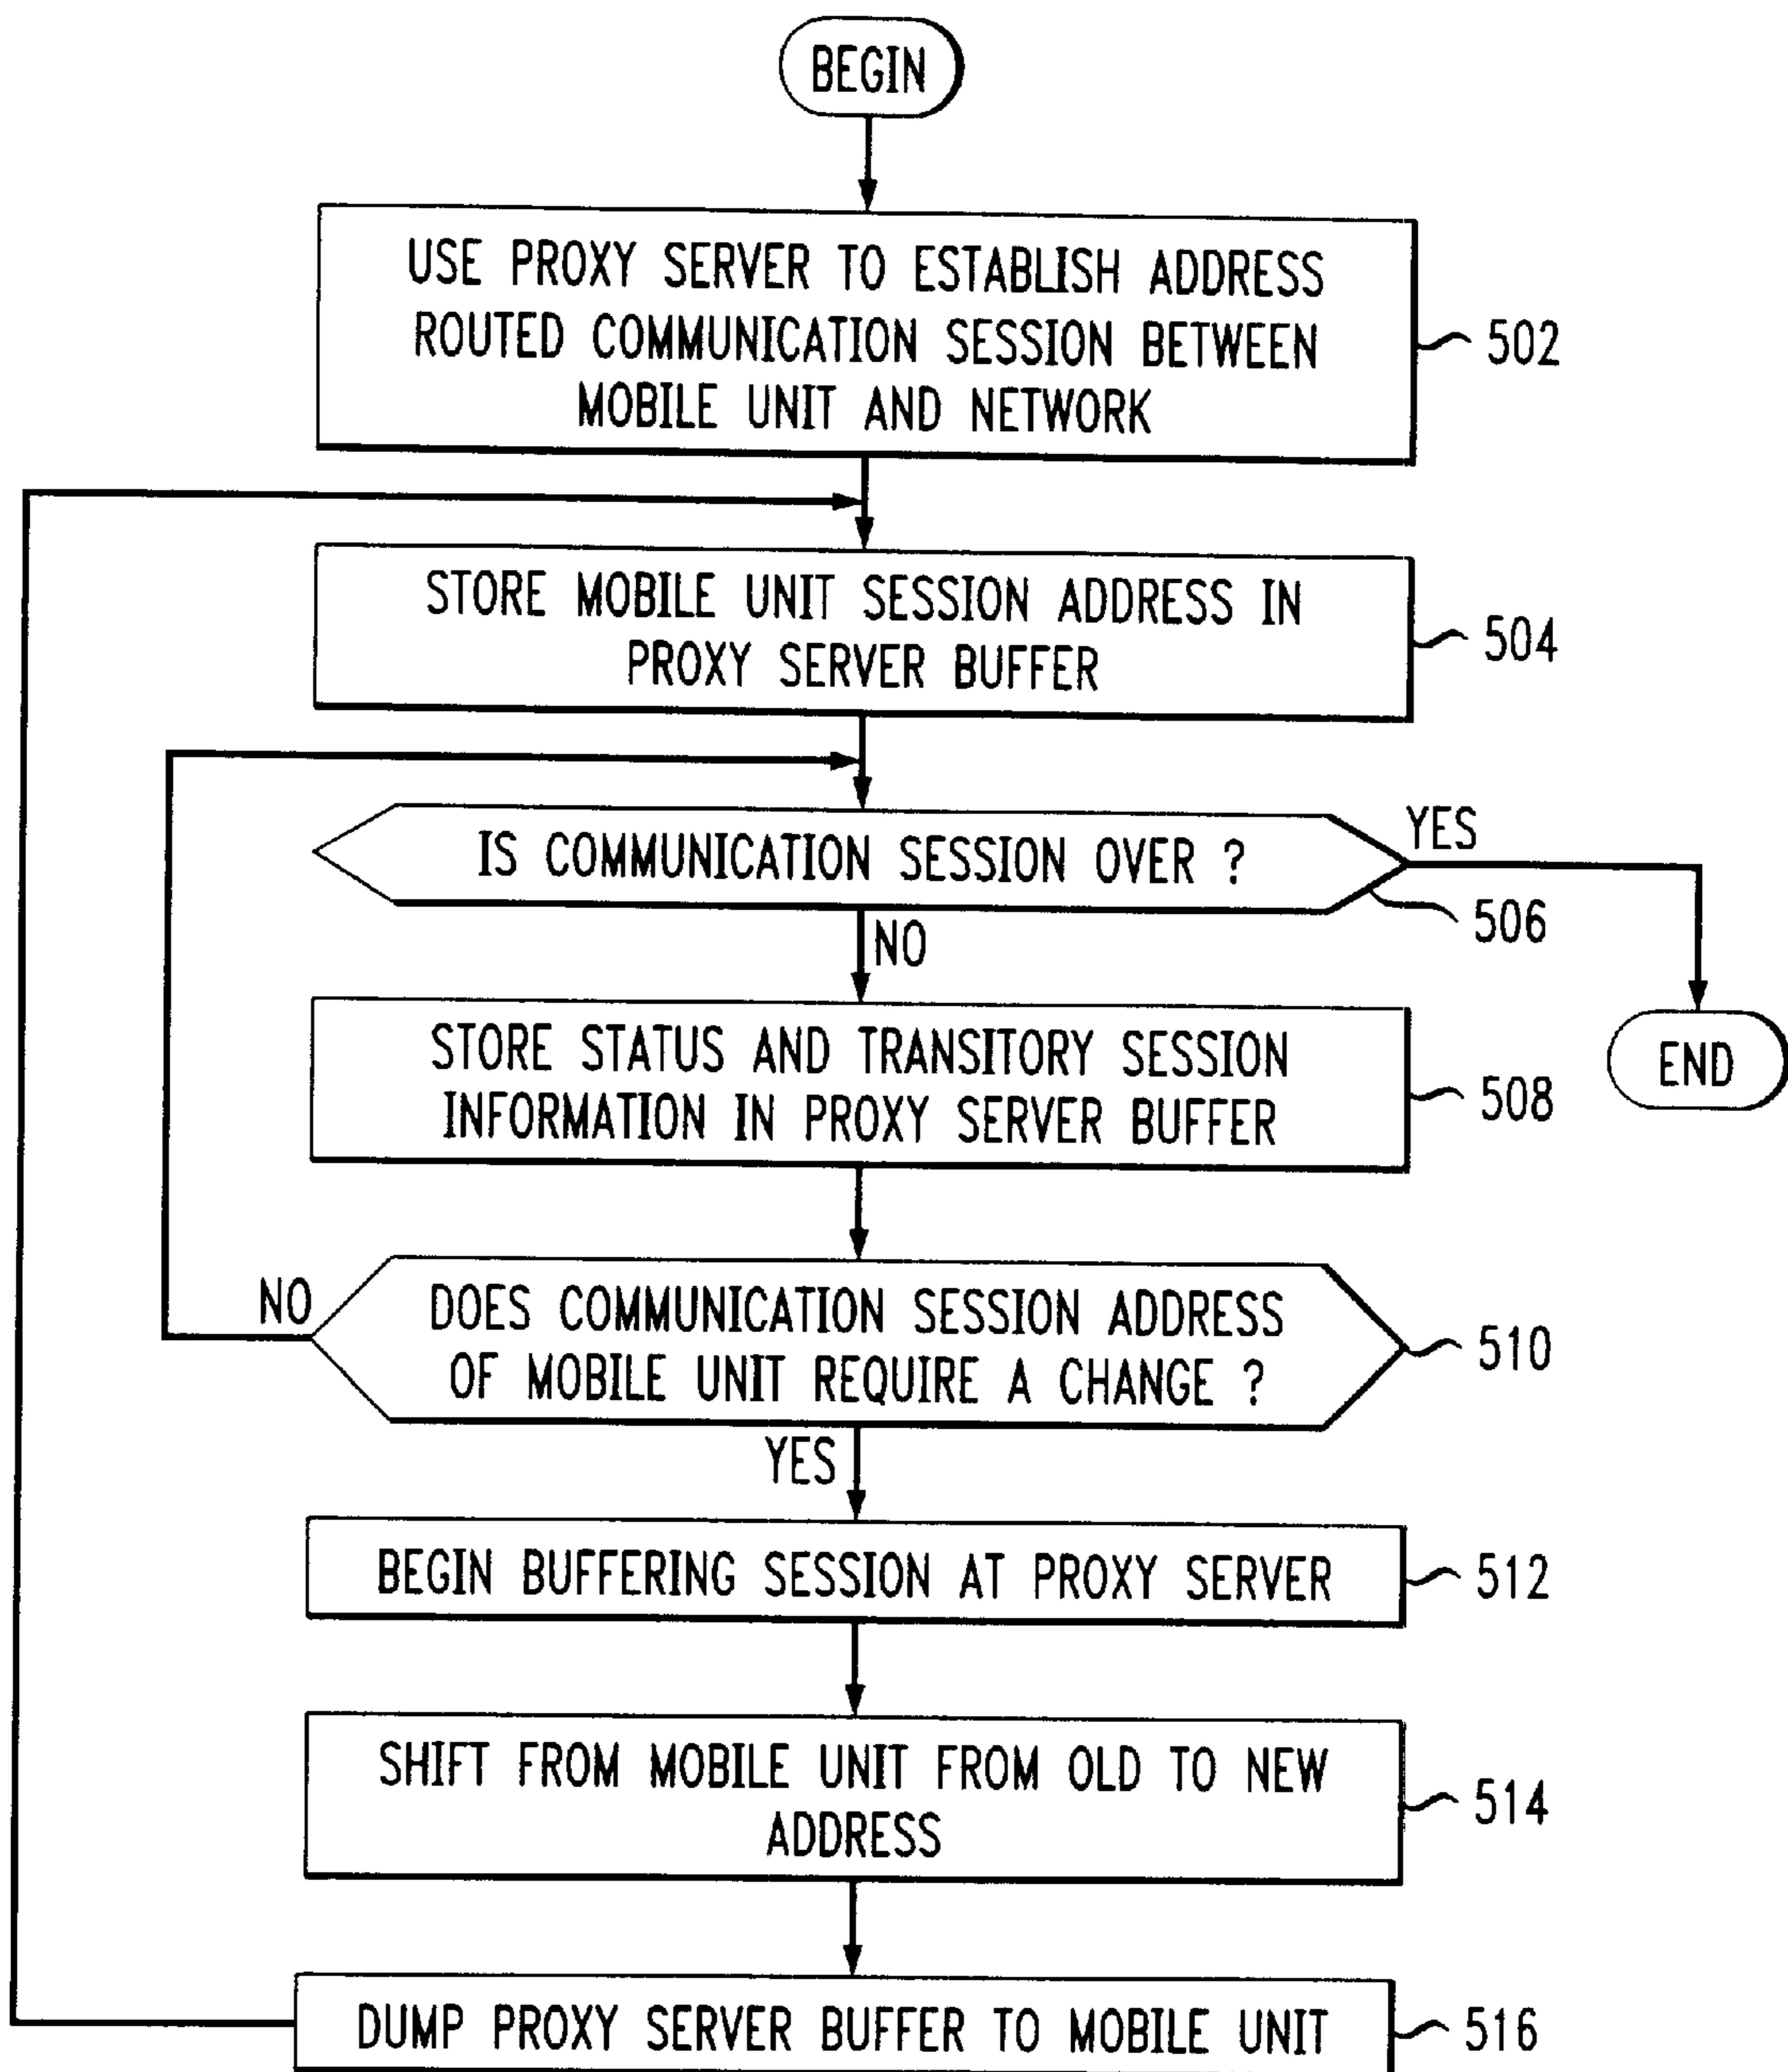 BEGIN
USE PROXY SERVER TO ESTABLISH ADDRESS
ROUTED COMMUNICATION SESSION BETWEEN
MOBILE UNIT AND NETWORK
502
STORE MOBILE UNIT SESSION ADDRESS IN
PROXY SERVER BUFFER
504
IS COMMUNICATION SESSION OVER ?
YES
506
NO
STORE STATUS AND TRANSITORY SESSION
INFORMATION IN PROXY SERVER BUFFER
508
END
NO
DOES COMMUNICATION SESSION ADDRESS
OF MOBILE UNIT REQUIRE A CHANGE ?
510
YES
BEGIN BUFFERING SESSION AT PROXY SERVER
512
SHIFT FROM MOBILE UNIT FROM OLD TO NEW
ADDRESS
514
DUMP PROXY SERVER BUFFER TO MOBILE UNIT
516